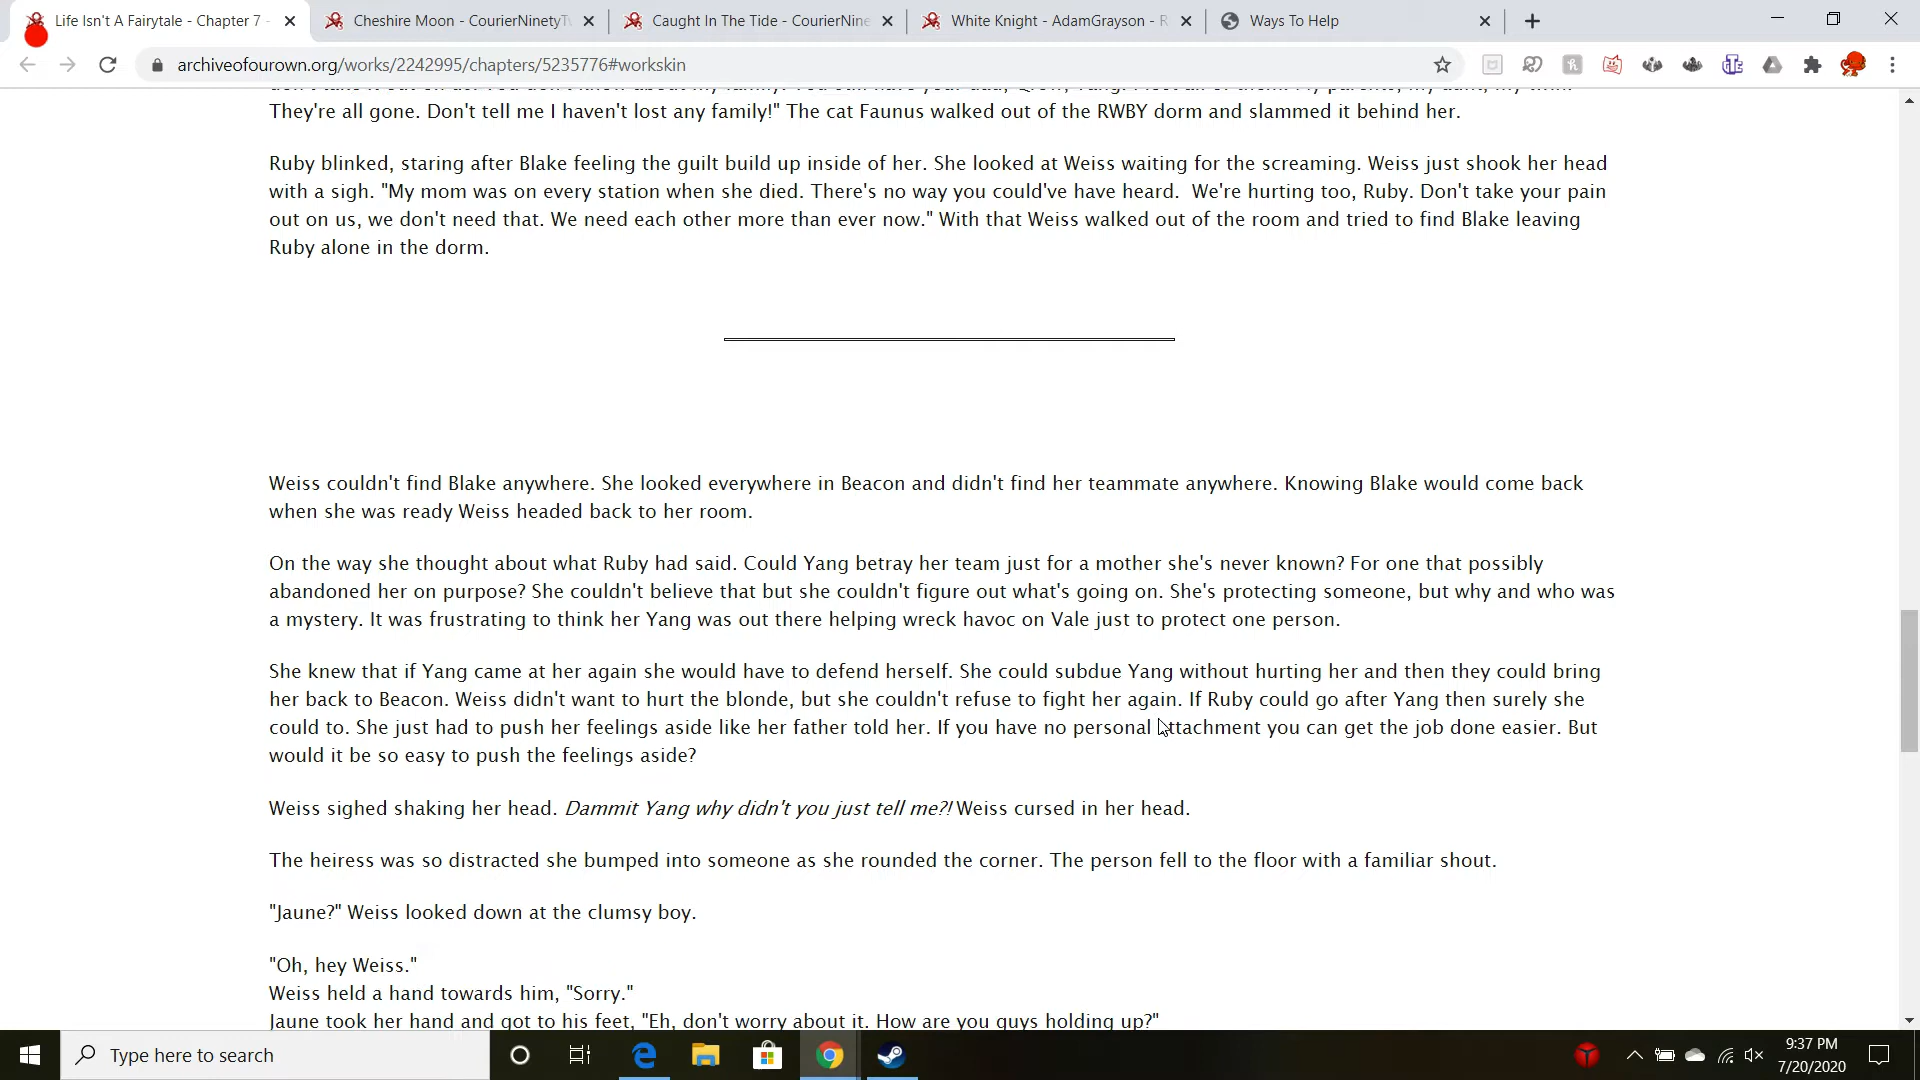 Life Isn't A Fairytale - Chapter 7 -
Cheshire Moon - CourierNinetyT
Caught In The Tide - CourierNine
White Knight - AdamGrayson - R
Ways To Help
archiveofourown.org/works/2242995/chapters/5235776#workskin
They're all gone. Don't tell me I haven't lost any family!" The cat Faunus walked out of the RWBY dorm and slammed it behind her.
Ruby blinked, staring after Blake feeling the guilt build up inside of her. She looked at Weiss waiting for the screaming. Weiss just shook her head
with a sigh. "My mom was on every station when she died. There's no way you could've have heard.  We're hurting too, Ruby. Don't take your pain
out on us, we don't need that. We need each other more than ever now." With that Weiss walked out of the room and tried to find Blake leaving
Ruby alone in the dorm.
Weiss couldn't find Blake anywhere. She looked everywhere in Beacon and didn't find her teammate anywhere. Knowing Blake would come back
when she was ready Weiss headed back to her room.
On the way she thought about what Ruby had said. Could Yang betray her team just for a mother she's never known? For one that possibly
abandoned her on purpose? She couldn't believe that but she couldn't figure out what's going on. She's protecting someone, but why and who was
a mystery. It was frustrating to think her Yang was out there helping wreck havoc on Vale just to protect one person.
She knew that if Yang came at her again she would have to defend herself. She could subdue Yang without hurting her and then they could bring
her back to Beacon. Weiss didn't want to hurt the blonde, but she couldn't refuse to fight her again. If Ruby could go after Yang then surely she
could to. She just had to push her feelings aside like her father told her. If you have no personal attachment you can get the job done easier. But
would it be so easy to push the feelings aside?
Weiss sighed shaking her head. Dammit Yang why didn't you just tell me?! Weiss cursed in her head.
The heiress was so distracted she bumped into someone as she rounded the corner. The person fell to the floor with a familiar shout.
"Jaune?" Weiss looked down at the clumsy boy.
"Oh, hey Weiss."
Weiss held a hand towards him, "Sorry."
Jaune took her hand and got to his feet, "Eh, don't worry about it. How are you guys holding up?"
Type here to search
9:37 PM
7/20/2020